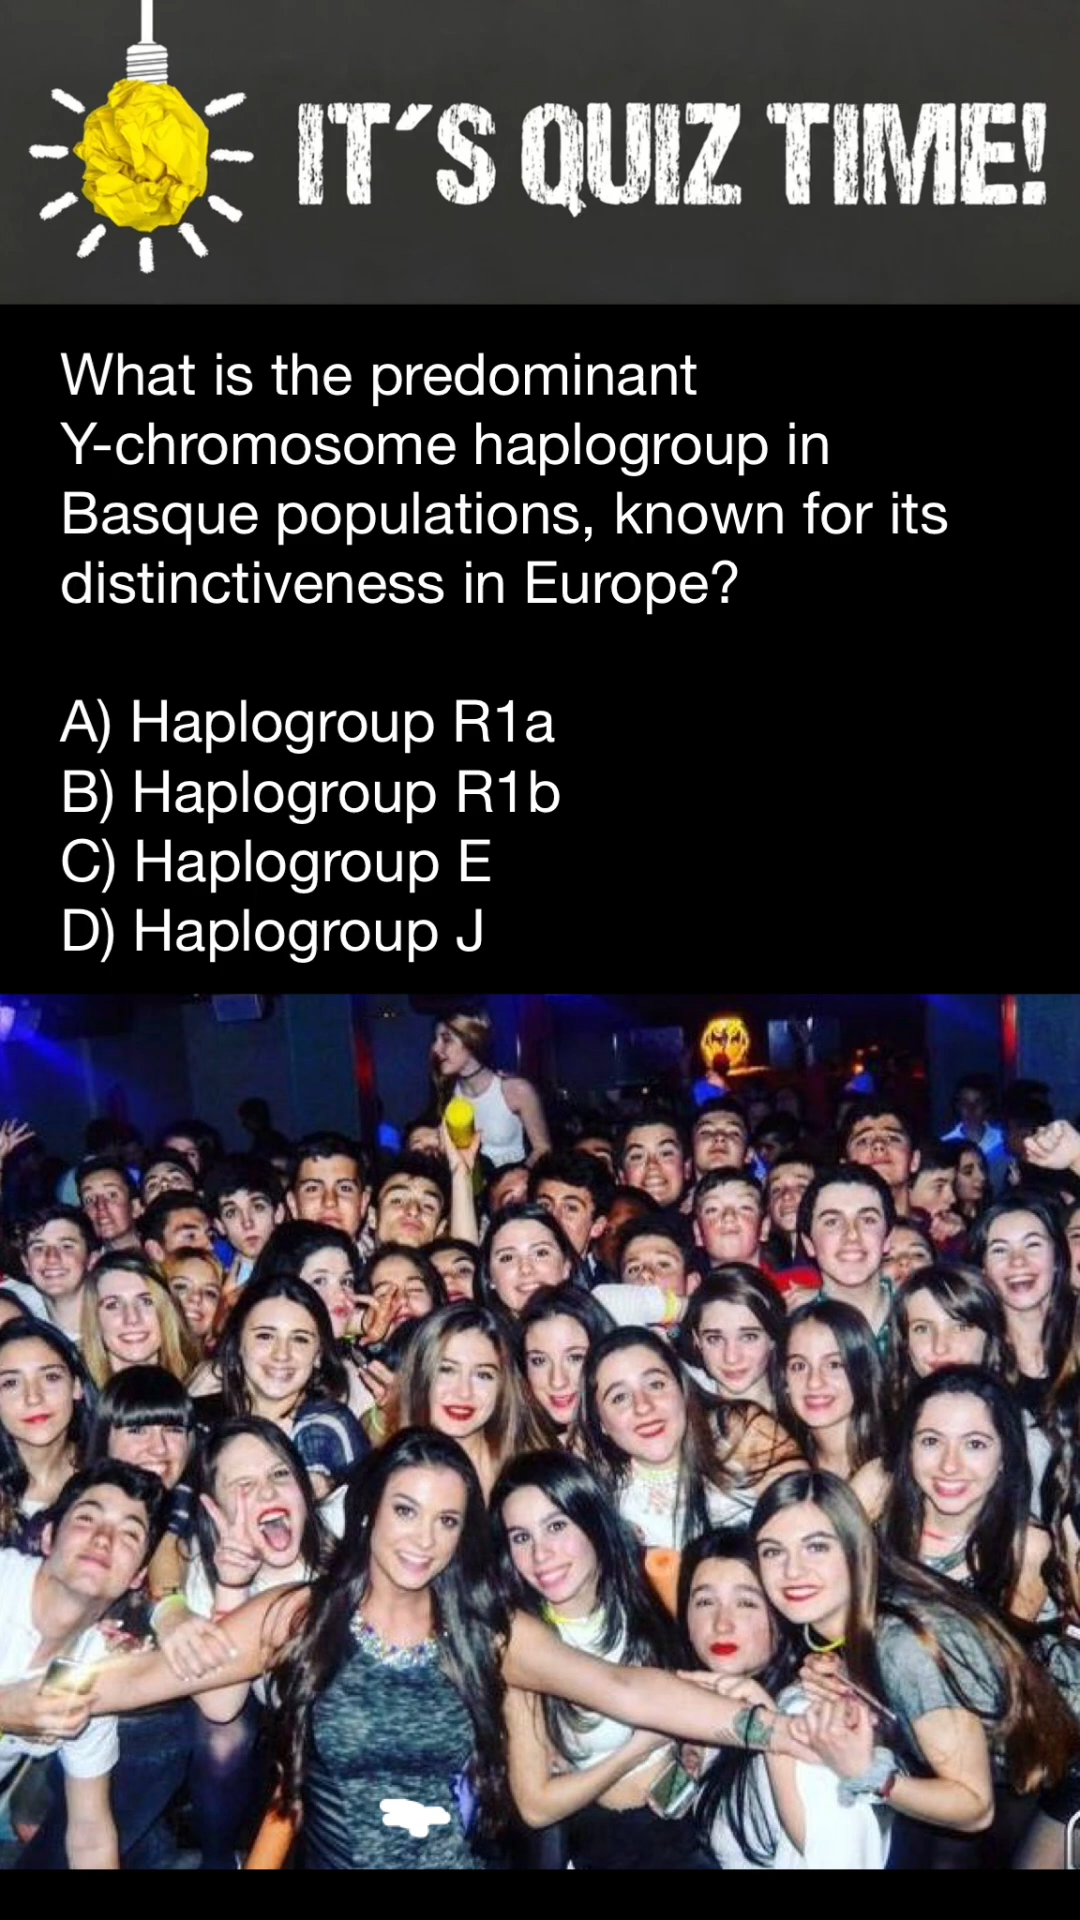 IT´S QUIZ TIME!
What is the predominant
Y-chromosome haplogroup in
Basque populations, known for its
distinctiveness in Europe?
A) Haplogroup R1a
B) Haplogroup R1b
C) Haplogroup E
D) Haplogroup J